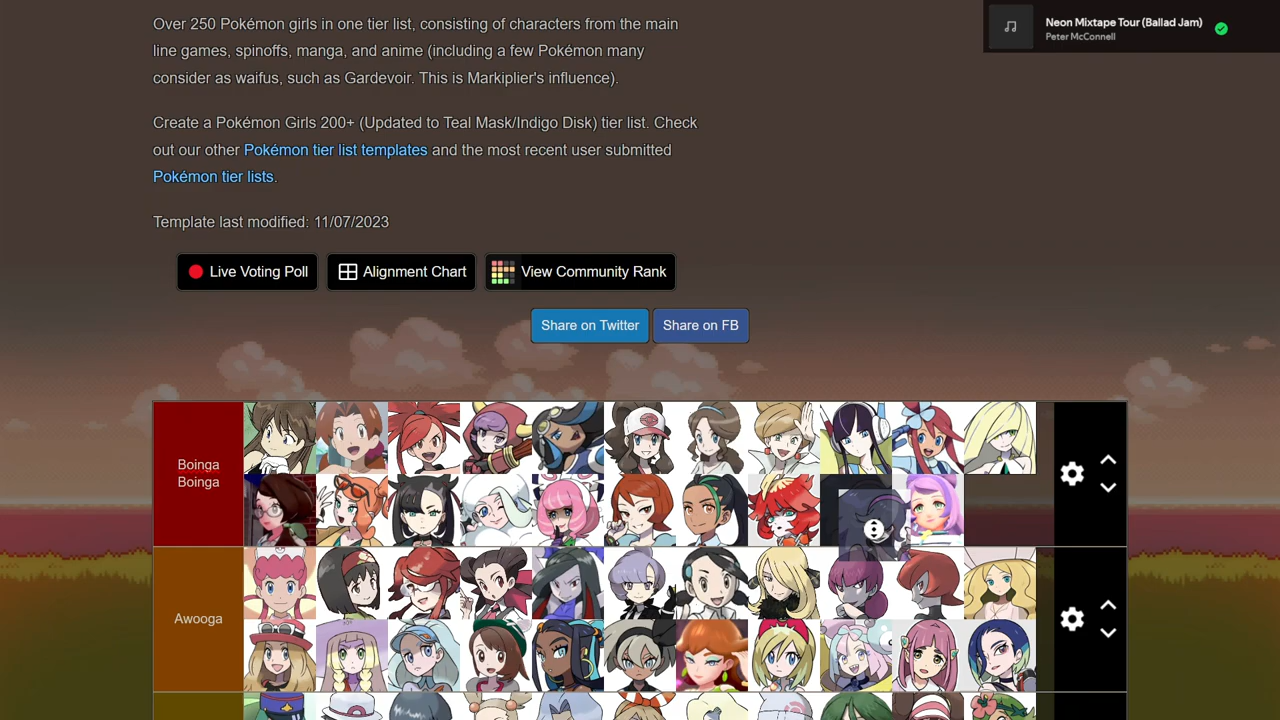 Over 250 Pokémon girls in one tier list, consisting of characters from the main
line games, spinoffs, manga, and anime (including a few Pokémon many
consider as waifus, such as Gardevoir. This is Markiplier's influence).
Create a Pokémon Girls 200+ (Updated to Teal Mask/Indigo Disk) tier list. Check
out our other Pokémon tier list templates and the most recent user submitted
Pokémon tier lists.
Template last modified: 11/07/2023
Live Voting Poll
Alignment Chart
View Community Rank
Share on Twitter
Share on FB
Neon Mixtape Tour (Ballad Jam)
Peter McConnell
Boinga
Boinga
Awooga